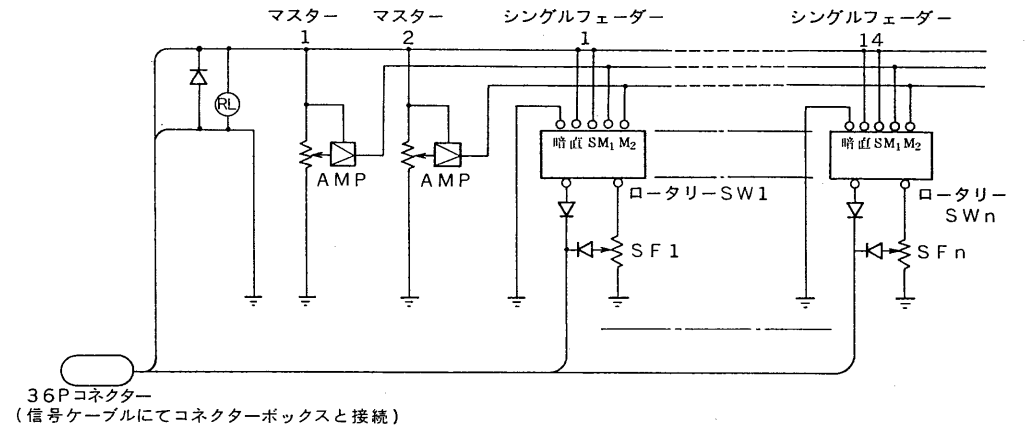 マスター マスター シングルフェーダー シングルフェーダー
1 2 1 14
RL
暗 直 S M₁ M₂ 暗 直 S M₁ M₂
AMP AMP ロータリーSW1 ロータリー
SWn
SF1 SFn
36Pコネクター
(信号ケーブルにてコネクターボックスと接続)